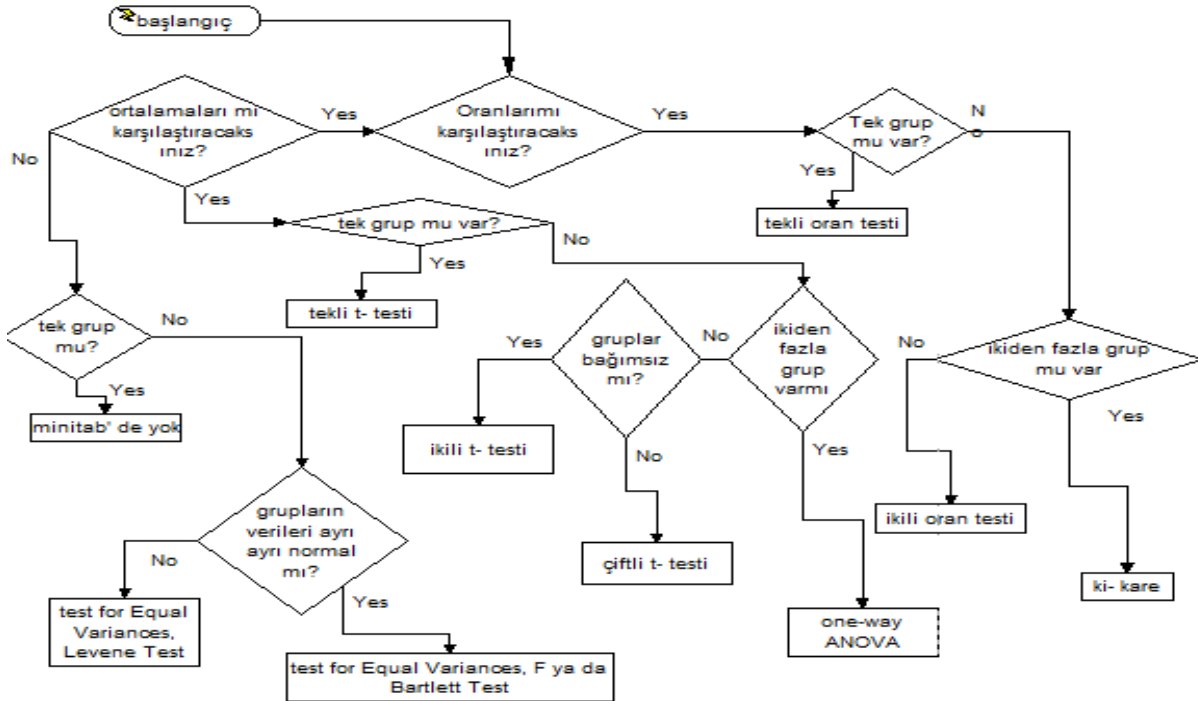 başlangıç
ortalamaları mi
karşılaştıracaks
ınız?
Yes
Oranlarımı
karşılaştıracaks
ınız?
Yes
Tek grup
mu var?
N
o
No
Yes
Yes
tek grup mu var?
No
tekli oran testi
Yes
tekli t- testi
tek grup
mu?
No
Yes
minitab' de yok
Yes
gruplar
bağımsız
mı?
No
ikiden
fazla
grup
varmı
No
ikiden fazla grup
mu var
Yes
ikili t- testi
No
Yes
ikili oran testi
grupların
verileri ayrı
ayrı normal
mı?
No
Yes
çiftli t- testi
ki- kare
test for Equal
Variances,
Levene Test
one-way
ANOVA
test for Equal Variances, F ya da
Bartlett Test